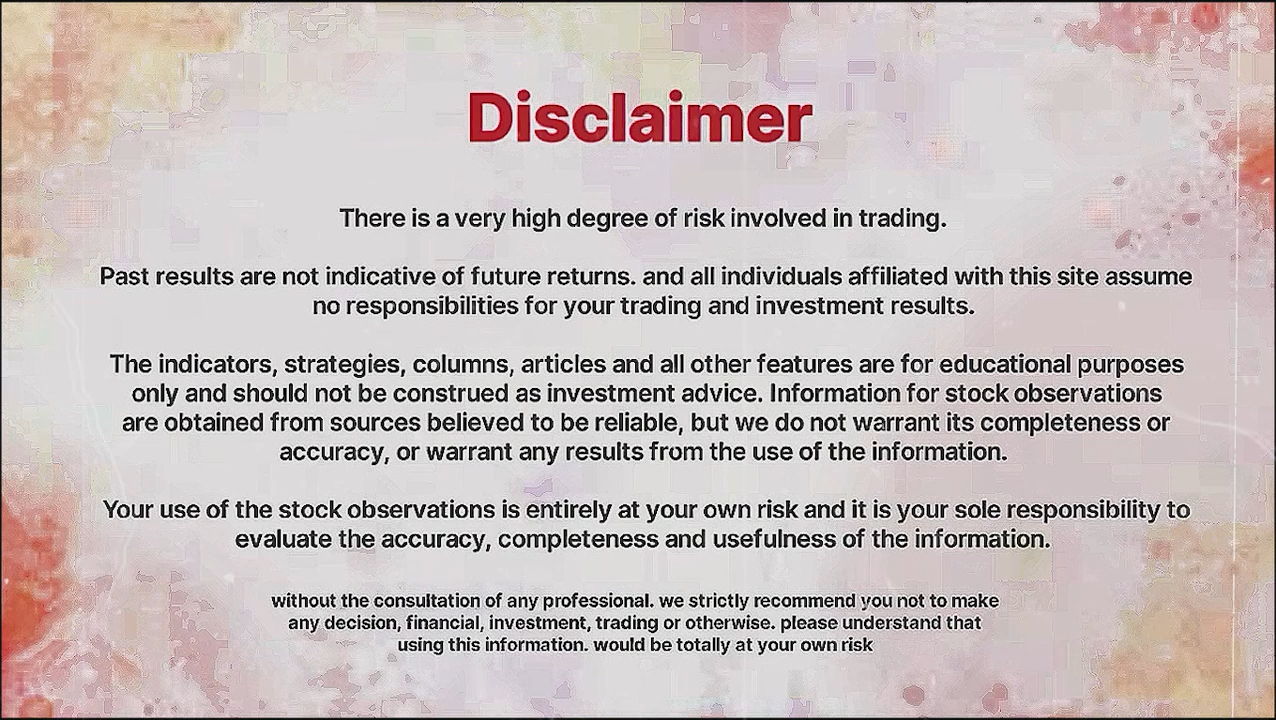 Disclaimer
There is a very high degree of risk involved in trading.
Past results are not indicative of future returns. and all individuals affiliated with this site assume
no responsibilities for your trading and investment results.
The indicators, strategies, columns, articles and all other features are for educational purposes
only and should not be construed as investment advice. Information for stock observations
are obtained from sources believed to be reliable, but we do not warrant its completeness or
accuracy, or warrant any results from the use of the information.
Your use of the stock observations is entirely at your own risk and it is your sole responsibility to
evaluate the accuracy, completeness and usefulness of the information.
without the consultation of any professional. we strictly recommend you not to make
any decision, financial, investment, trading or otherwise. please understand that
using this information. would be totally at your own risk